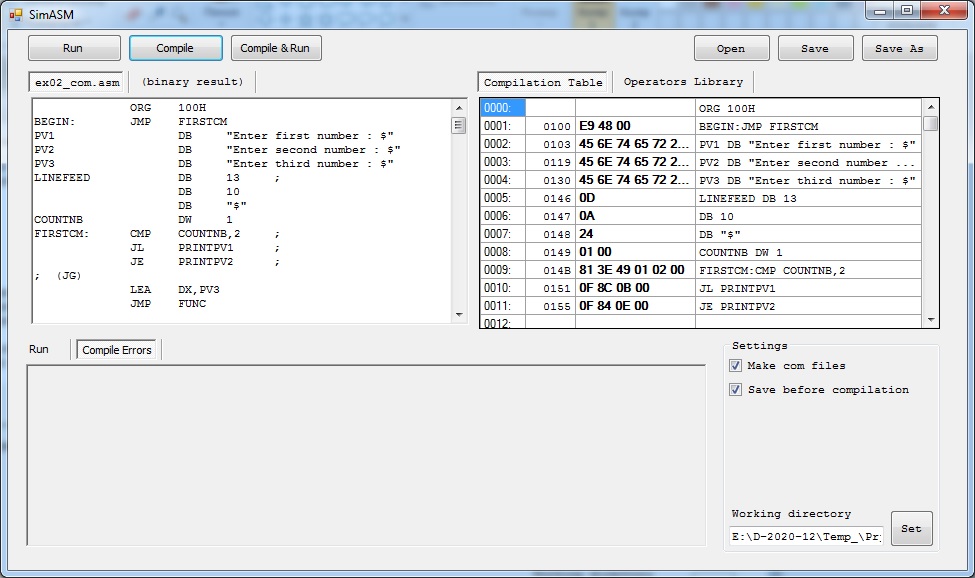 SimASM
Run Compile Compile & Run Open Save Save As
ex02_com.asm (binary result)
ORG 100H
BEGIN: JMP FIRSTCM
PV1 DB "Enter first number : $"
PV2 DB "Enter second number : $"
PV3 DB "Enter third number : $"
LINEFEED DB 13 ;
DB 10
DB "$"
COUNTNB DW 1
FIRSTCM: CMP COUNTNB,2 ;
JL PRINTPV1 ;
JE PRINTPV2 ;
; (JG)
LEA DX,PV3
JMP FUNC
Compilation Table Operators Library
0000: ORG 100H
0001: 0100 E9 48 00 BEGIN:JMP FIRSTCM
0002: 0103 45 6E 74 65 72 2... PV1 DB "Enter first number : $"
0003: 0119 45 6E 74 65 72 2... PV2 DB "Enter second number ...
0004: 0130 45 6E 74 65 72 2... PV3 DB "Enter third number : $"
0005: 0146 0D LINEFEED DB 13
0006: 0147 0A DB 10
0007: 0148 24 DB "$"
0008: 0149 01 00 COUNTNB DW 1
0009: 014B 81 3E 49 01 02 00 FIRSTCM:CMP COUNTNB,2
0010: 0151 0F 8C 0B 00 JL PRINTPV1
0011: 0155 0F 84 0E 00 JE PRINTPV2
0012:
Run Compile Errors
Settings
Make com files
Save before compilation
Working directory
E:\D-2020-12\Temp_\Prj
Set